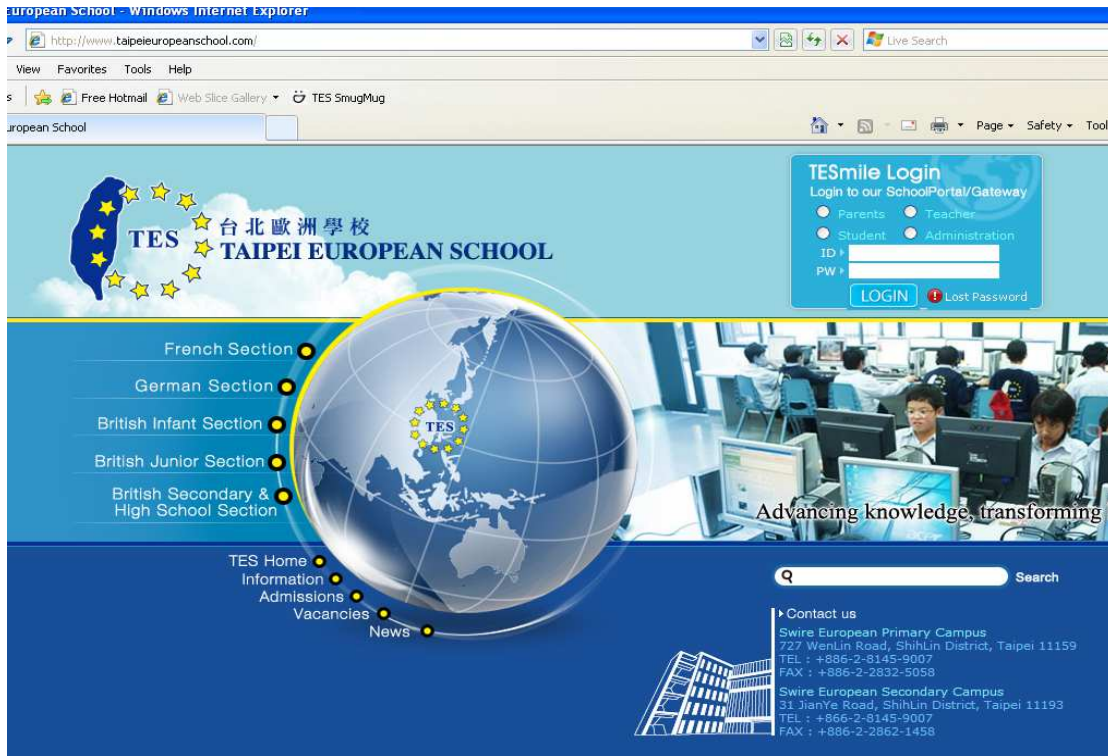 European School - Windows Internet Explorer
http://www.taipeieuropeanschool.com/
Live Search
View Favorites Tools Help
s Free Hotmail Web Slice Gallery TES SmugMug
uropean School
Page Safety Tool
TESmile Login
Login to our SchoolPortal/Gateway
Parents Teacher
Student Administration
ID
PW
LOGIN Lost Password
TES 台北歐洲學校
TAIPEI EUROPEAN SCHOOL
French Section
German Section
British Infant Section
British Junior Section
British Secondary &
High School Section
TES
Advancing knowledge, transforming
TES Home
Information
Admissions
Vacancies
News
Search
Contact us
Swire European Primary Campus
727 WenLin Road, ShihLin District, Taipei 11159
TEL : +886-2-8145-9007
FAX : +886-2-2832-5058
Swire European Secondary Campus
31 JianYe Road, ShihLin District, Taipei 11193
TEL : +866-2-8145-9007
FAX : +886-2-2862-1458